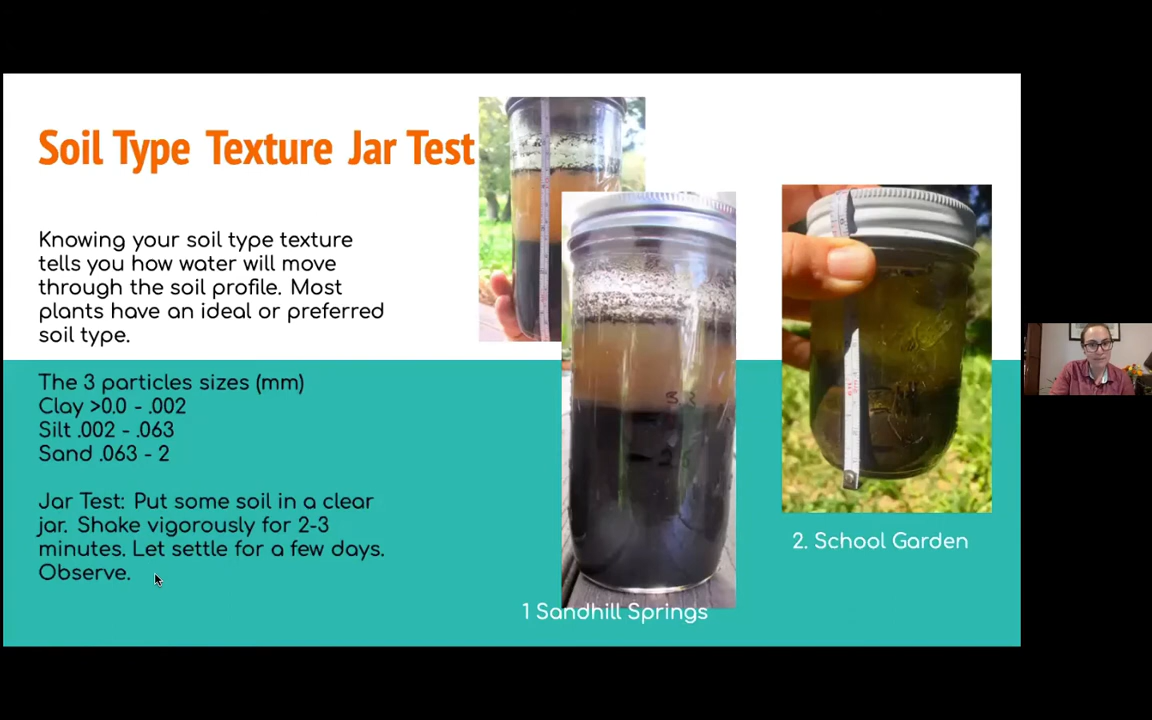 Soil Type Texture Jar Test
Knowing your soil type texture
tells you how water will move
through the soil profile. Most
plants have an ideal or preferred
soil type.
The 3 particles sizes (mm)
Clay >0.0 - .002
Silt .002 - .063
Sand .063 - 2
Jar Test: Put some soil in a clear
jar. Shake vigorously for 2-3
minutes. Let settle for a few days.
Observe.
1 Sandhill Springs
2. School Garden